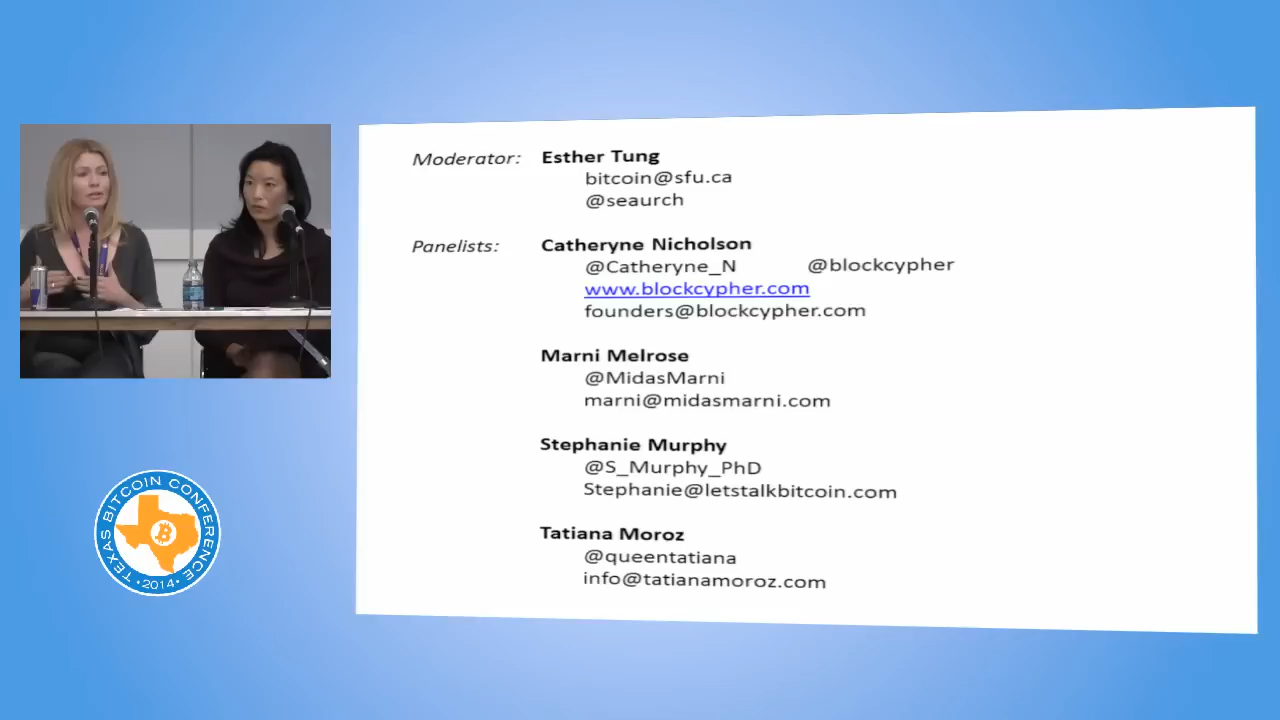 Moderator: Esther Tung
bitcoin@sfu.ca
@seaurch
Panelists: Catheryne Nicholson
@Catheryne_N @blockcypher
www.blockcypher.com
founders@blockcypher.com
Marni Melrose
@MidasMarni
marni@midasmarni.com
Stephanie Murphy
@S_Murphy_PhD
Stephanie@letstalkbitcoin.com
Tatiana Moroz
@queentatiana
info@tatianamoroz.com
TEXAS BITCOIN CONFERENCE
•2014•